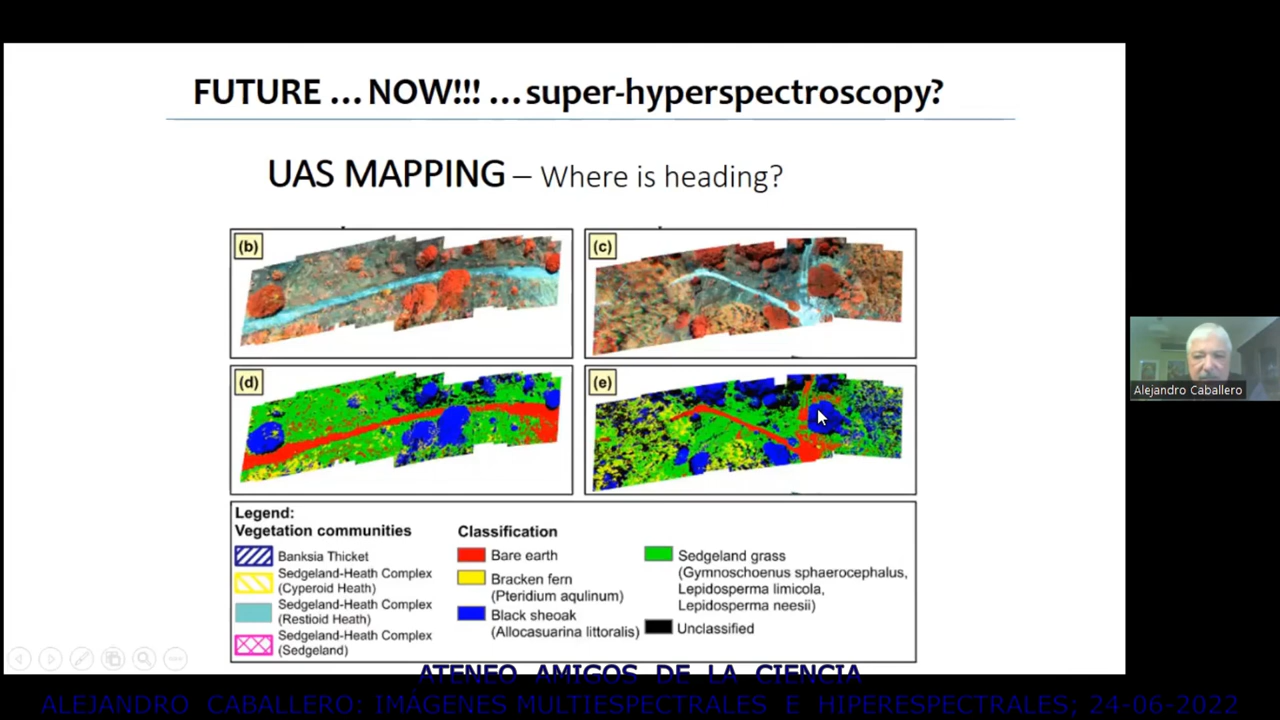 FUTURE ... NOW!!! ... super-hyperspectroscopy?
UAS MAPPING – Where is heading?
(b)
(c)
(d)
(e)
Legend:
Vegetation communities
Banksia Thicket
Sedgeland-Heath Complex
(Cyperoid Heath)
Sedgeland-Heath Complex
(Restioid Heath)
Sedgeland-Heath Complex
(Sedgeland)
Classification
Bare earth
Bracken fern
(Pteridium aqulinum)
Black sheoak
(Allocasuarina littoralis)
Sedgeland grass
(Gymnoschoenus sphaerocephalus,
Lepidosperma limicola,
Lepidosperma neesii)
Unclassified
Alejandro Caballero
ATENEO AMIGOS DE LA CIENCIA
ALEJANDRO CABALLERO: IMÁGENES MULTIESPECTRALES E HIPERESPECTRALES; 24-06-2022